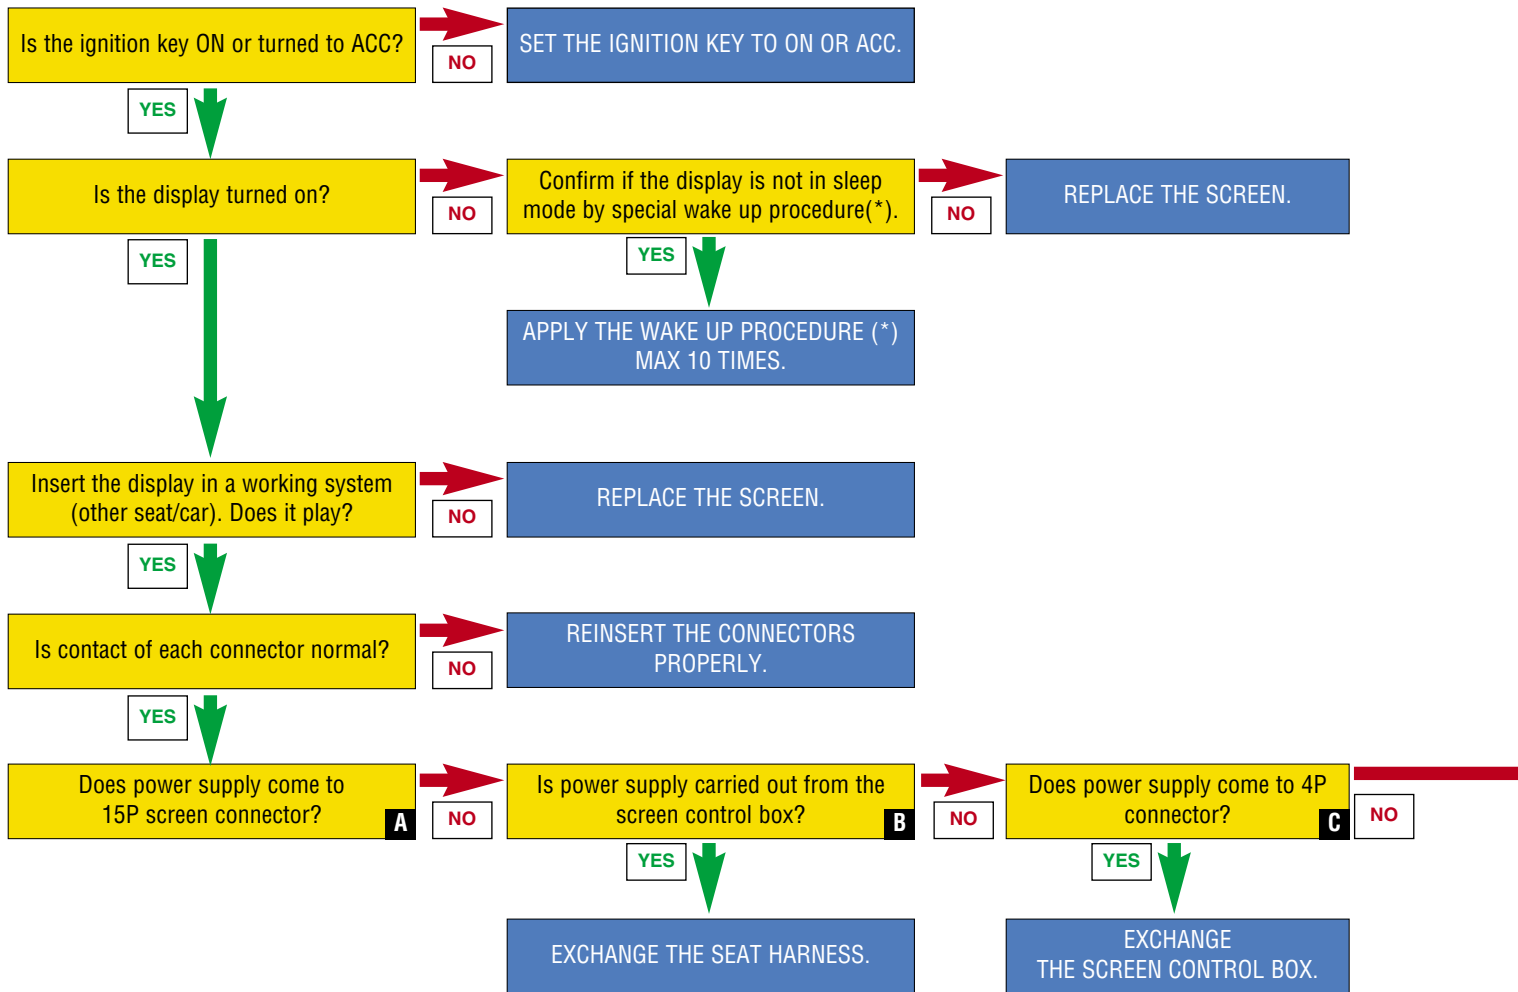 Is the ignition key ON or turned to ACC?
NO
SET THE IGNITION KEY TO ON OR ACC.
YES
Is the display turned on?
NO
Confirm if the display is not in sleep
mode by special wake up procedure(*).
NO
REPLACE THE SCREEN.
YES
YES
APPLY THE WAKE UP PROCEDURE (*)
MAX 10 TIMES.
Insert the display in a working system
(other seat/car). Does it play?
NO
REPLACE THE SCREEN.
YES
Is contact of each connector normal?
NO
REINSERT THE CONNECTORS
PROPERLY.
YES
Does power supply come to
15P screen connector?
A
NO
Is power supply carried out from the
screen control box?
B
NO
Does power supply come to 4P
connector?
C
NO
YES
YES
EXCHANGE THE SEAT HARNESS.
EXCHANGE
THE SCREEN CONTROL BOX.